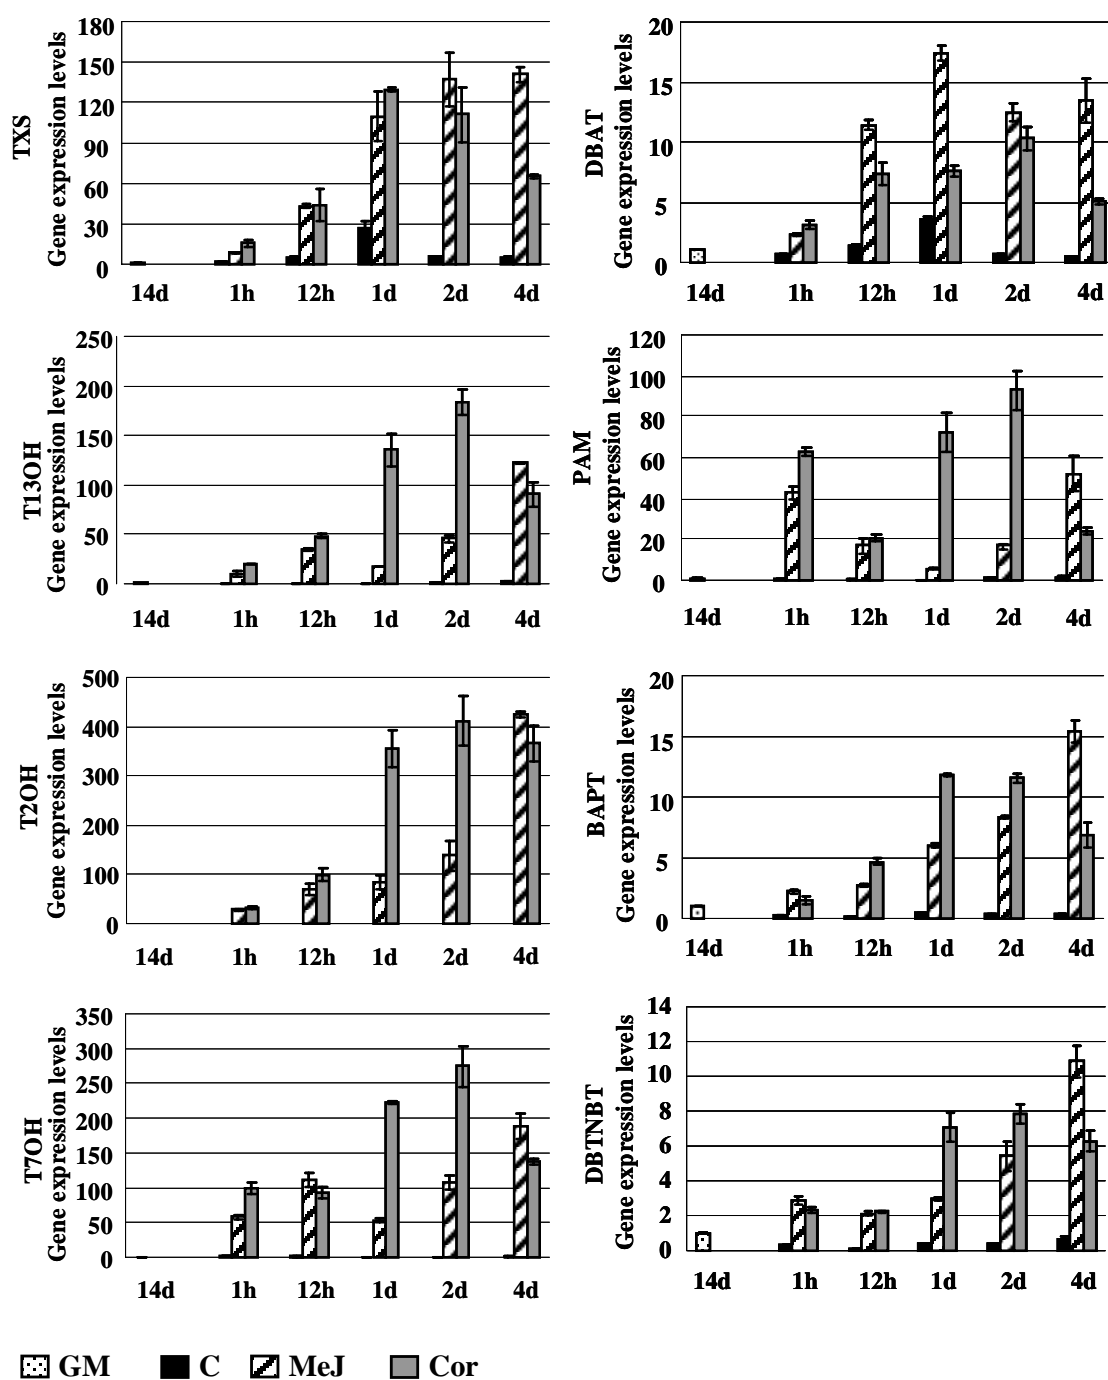 TXS
Gene expression levels
180
150
120
90
60
30
0
14d 1h 12h 1d 2d 4d
DBAT
Gene expression levels
20
15
10
5
0
14d 1h 12h 1d 2d 4d
T13OH
Gene expression levels
250
200
150
100
50
0
14d 1h 12h 1d 2d 4d
PAM
Gene expression levels
120
100
80
60
40
20
0
14d 1h 12h 1d 2d 4d
T2OH
Gene expression levels
500
400
300
200
100
0
14d 1h 12h 1d 2d 4d
BAPT
Gene expression levels
20
15
10
5
0
14d 1h 12h 1d 2d 4d
T7OH
Gene expression levels
350
300
250
200
150
100
50
0
14d 1h 12h 1d 2d 4d
DBTNBT
Gene expression levels
14
12
10
8
6
4
2
0
14d 1h 12h 1d 2d 4d
GM C MeJ Cor